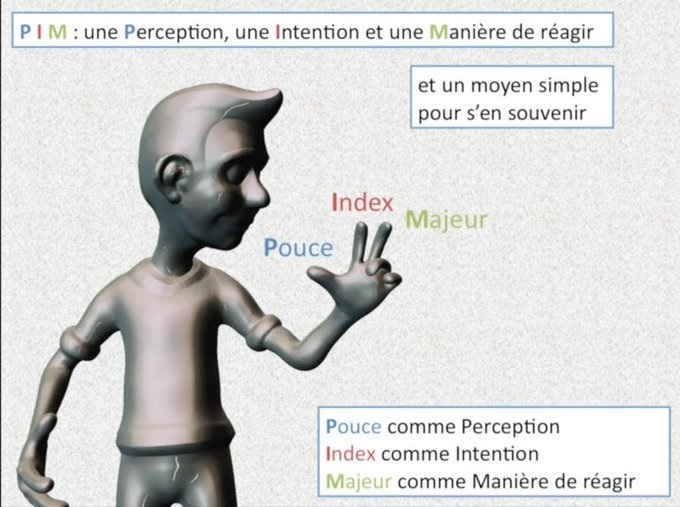 P I M : une Perception, une Intention et une Manière de réagir
et un moyen simple
pour s'en souvenir
Index
Majeur
Pouce
Pouce comme Perception
Index comme Intention
Majeur comme Manière de réagir